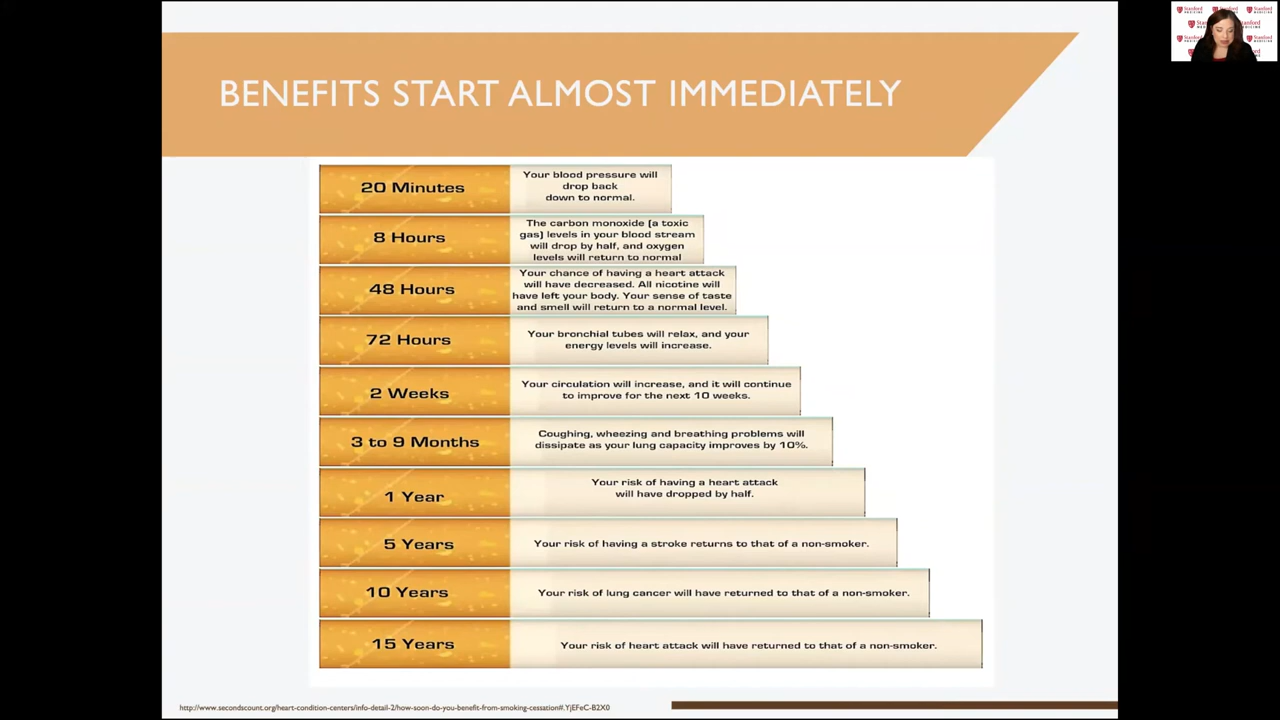 BENEFITS START ALMOST IMMEDIATELY
20 Minutes
Your blood pressure will
drop back
down to normal.
8 Hours
The carbon monoxide (a toxic
gas) levels in your blood stream
will drop by half, and oxygen
levels will return to normal
48 Hours
Your chance of having a heart attack
will have decreased. All nicotine will
have left your body. Your sense of taste
and smell will return to a normal level.
72 Hours
Your bronchial tubes will relax, and your
energy levels will increase.
2 Weeks
Your circulation will increase, and it will continue
to improve for the next 10 weeks.
3 to 9 Months
Coughing, wheezing and breathing problems will
dissipate as your lung capacity improves by 10%.
1 Year
Your risk of having a heart attack
will have dropped by half.
5 Years
Your risk of having a stroke returns to that of a non-smoker.
10 Years
Your risk of lung cancer will have returned to that of a non-smoker.
15 Years
Your risk of heart attack will have returned to that of a non-smoker.
http://www.secondscount.org/heart-condition-centers/info-detail-2/how-soon-do-you-benefit-from-smoking-cessation#.YjEFeC-B2X0